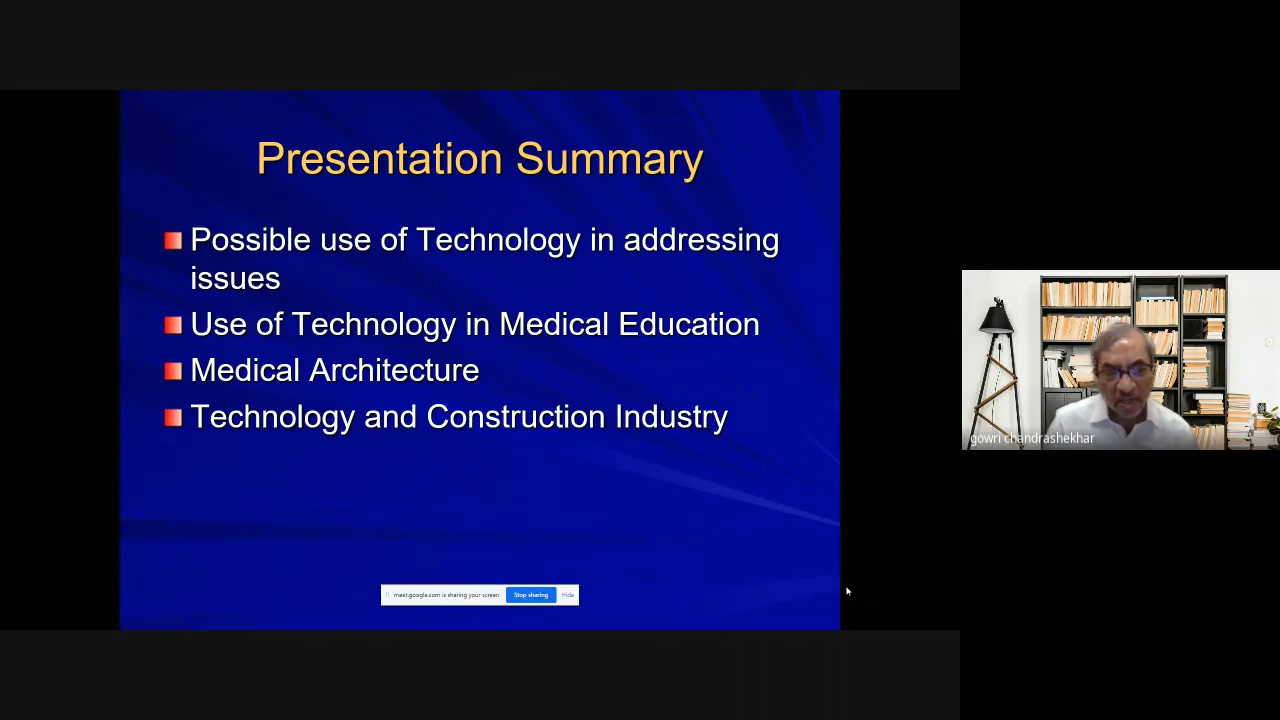 Presentation Summary
Possible use of Technology in addressing
issues
Use of Technology in Medical Education
Medical Architecture
Technology and Construction Industry
meet.google.com is sharing your screen. Stop sharing Hide
gowri chandrashekhar